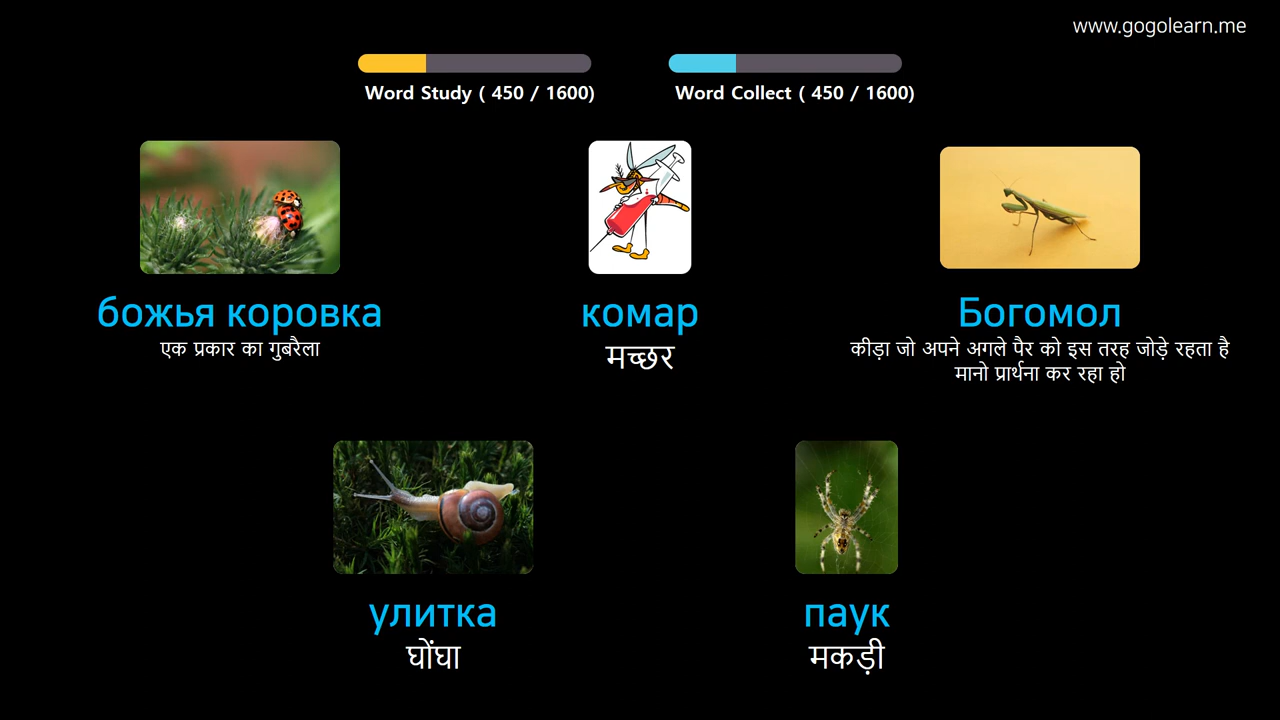 www.gogolearn.me
Word Study ( 450 / 1600)
Word Collect ( 450 / 1600)
божья коровка
एक प्रकार का गुबरैला
комар
मच्छर
Богомол
कीड़ा जो अपने अगले पैर को इस तरह जोड़े रहता है
मानो प्रार्थना कर रहा हो
улитка
घोंघा
паук
मकड़ी